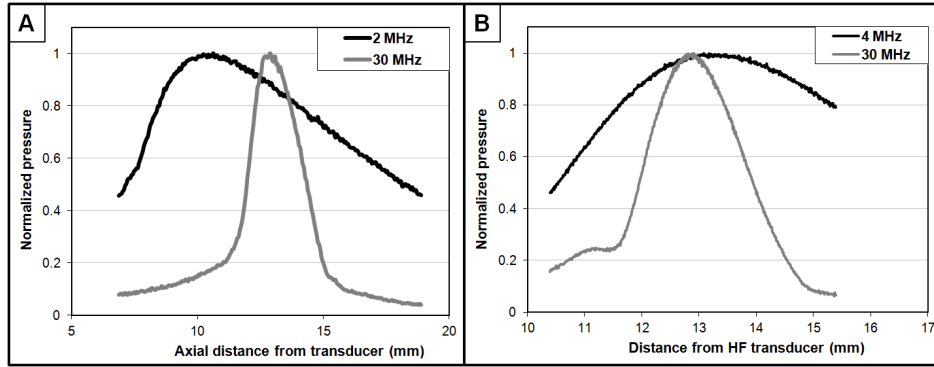 A
2 MHz
30 MHz
Normalized pressure
1
0.8
0.6
0.4
0.2
0
5
10
15
20
Axial distance from transducer (mm)
B
4 MHz
30 MHz
Normalized pressure
1
0.8
0.6
0.4
0.2
0
10
11
12
13
14
15
16
17
Distance from HF transducer (mm)